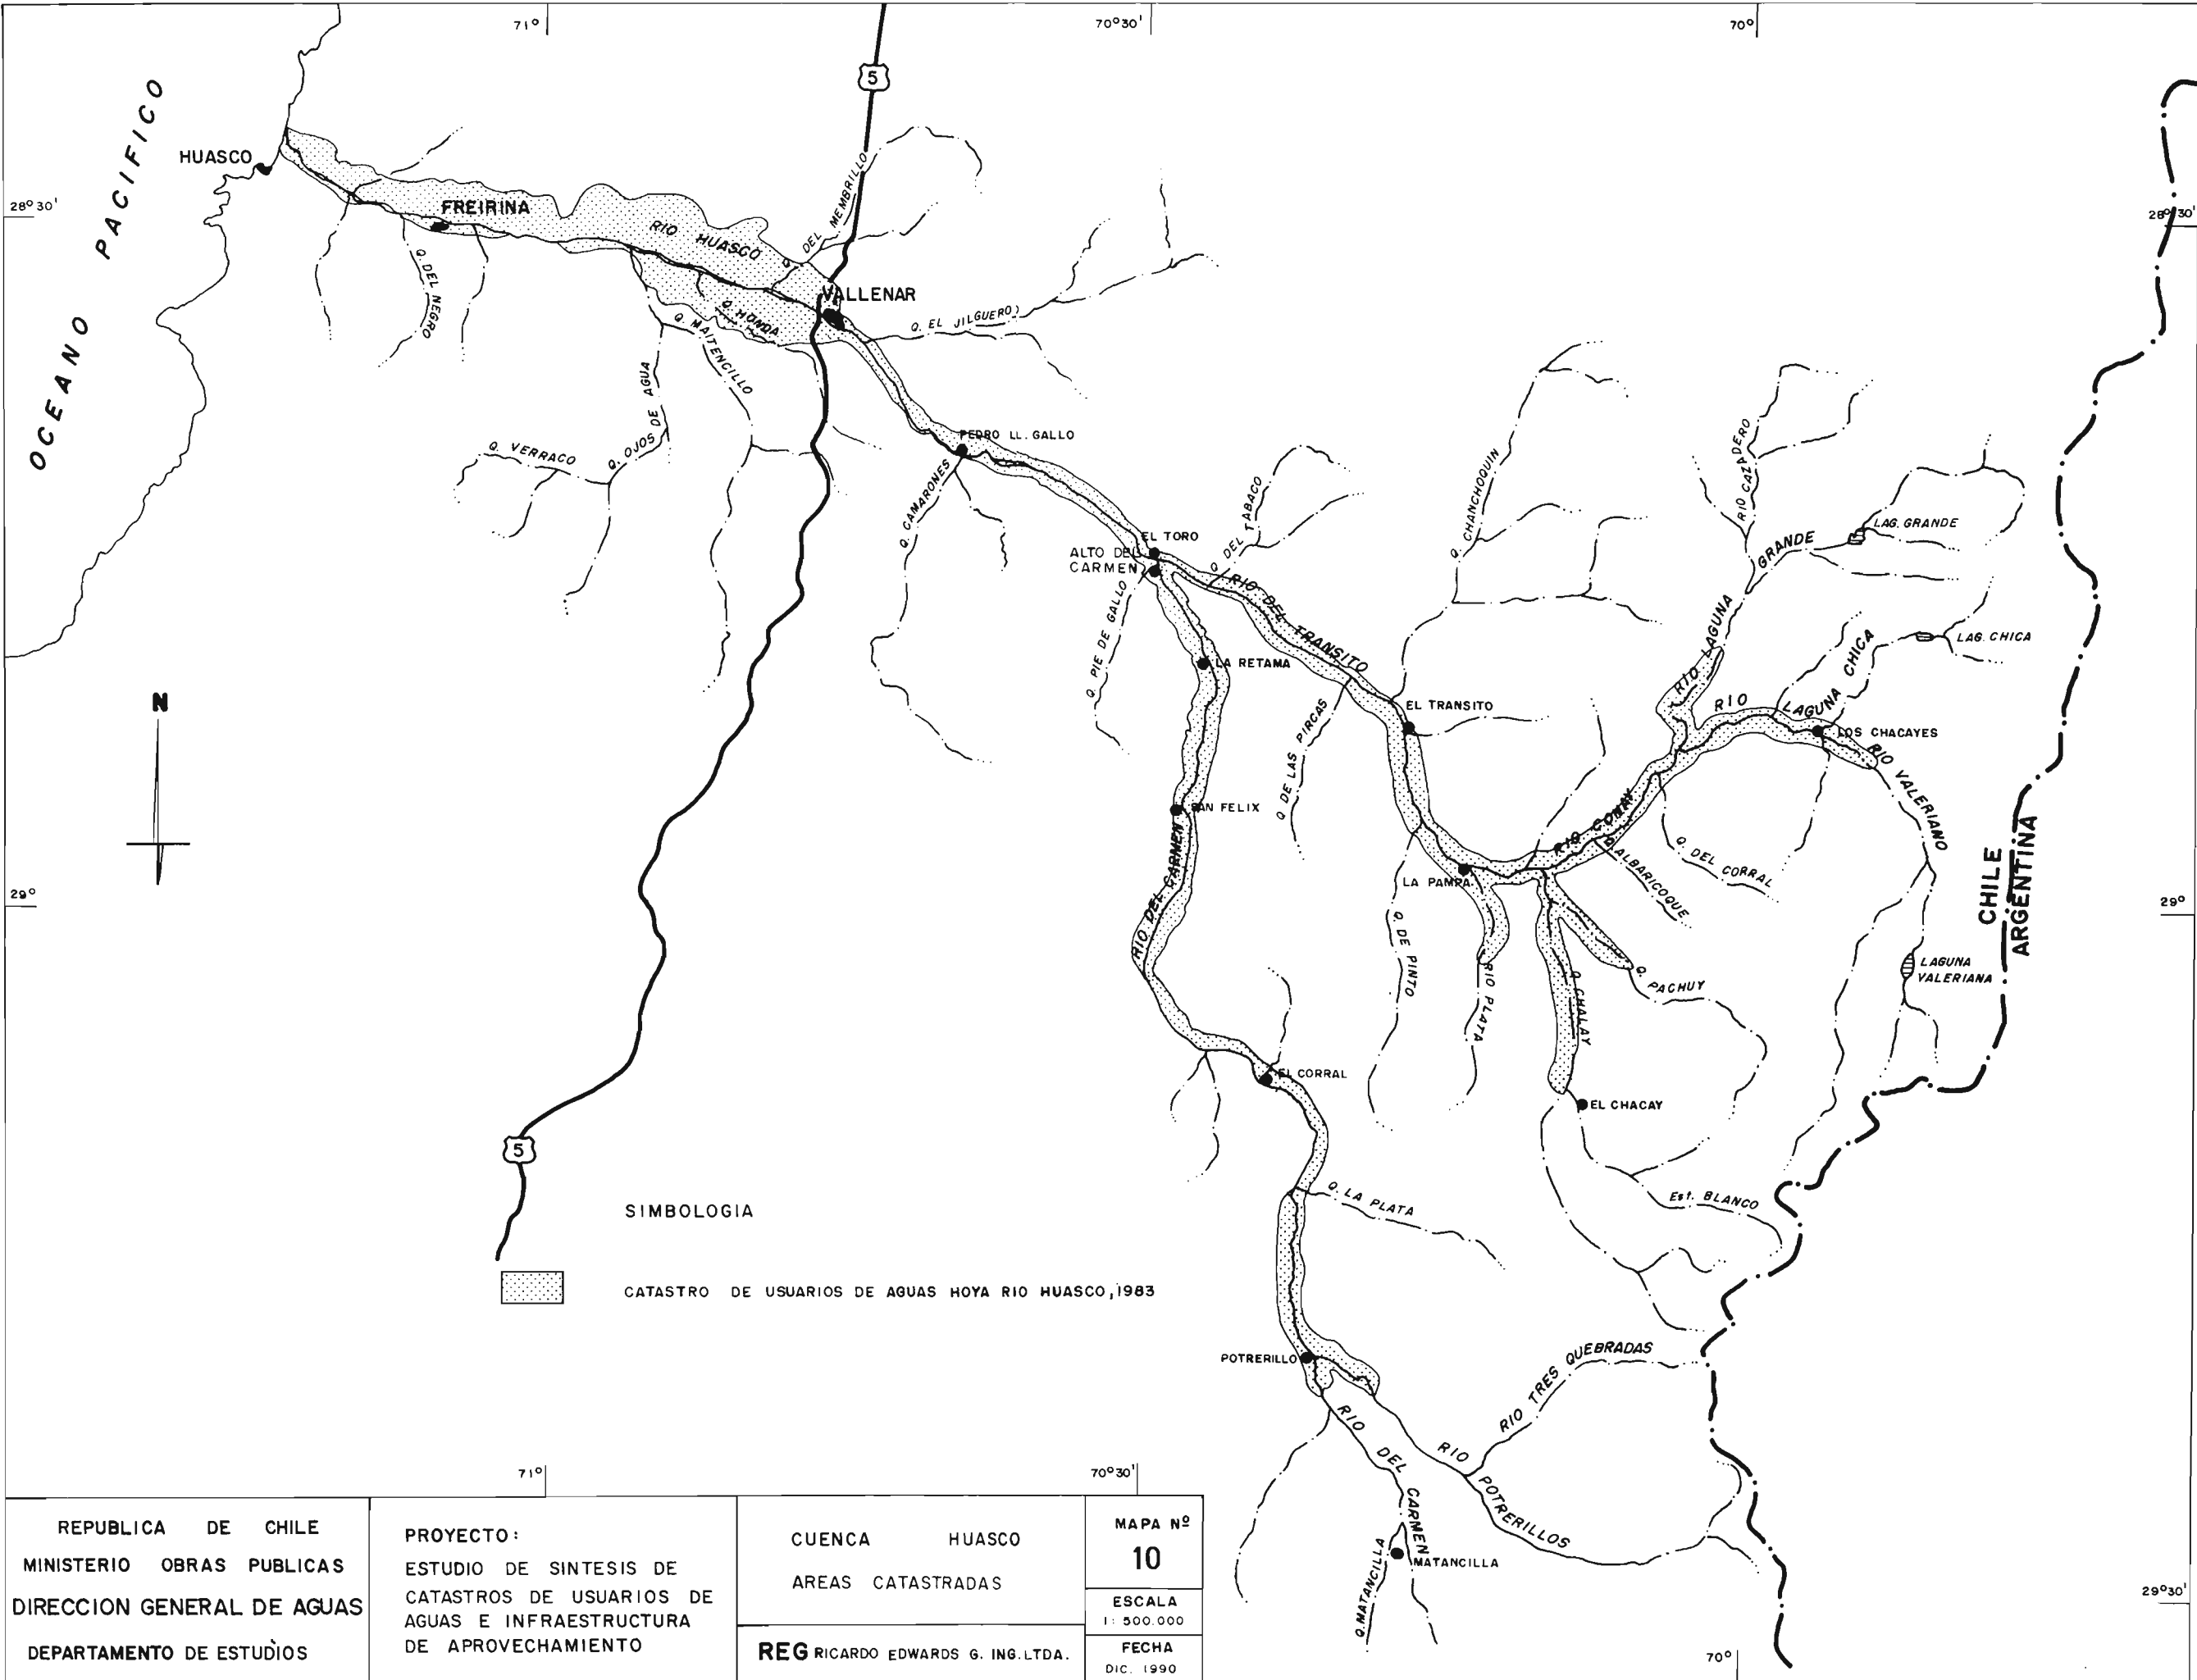 71°
70°30'
70°
5
OCEANO PACIFICO
HUASCO
28°30'
28°30'
FREIRINA
RIO HUASCO
Q. DEL MEMBRILLO
VALLENAR
Q. DEL NEGRO
Q. HONDA
Q. MAITENCILLO
Q. EL JILGUERO)
Q. OJOS DE AGUA
Q. VERRACO
PEDRO LL. GALLO
Q. CAMARONES
EL TORO
ALTO DEL
CARMEN
Q. DEL TABACO
Q. CHANCHOQUIN
RIO CAZADERO
LAG. GRANDE
RIO LAGUNA GRANDE
Q. PIE DE GALLO
RIO DEL TRANSITO
LA RETAMA
LAG. CHICA
RIO LAGUNA CHICA
N
Q. DE LAS PIRCAS
EL TRANSITO
LOS CHACAYES
RIO VALERIANO
SAN FELIX
RIO CONAY
Q. ALBARICOQUE
Q. DEL CORRAL
LA PAMPA
RIO DEL CARMEN
29°
29°
CHILE
ARGENTINA
Q. DE PINTO
RIO PLATA
Q. CHALAY
Q. PACHUY
LAGUNA
VALERIANA
EL CORRAL
EL CHACAY
5
Q. LA PLATA
Est. BLANCO
SIMBOLOGIA
CATASTRO DE USUARIOS DE AGUAS HOYA RIO HUASCO, 1983
POTRERILLO
RIO TRES QUEBRADAS
RIO DEL CARMEN
RIO POTRERILLOS
Q. MATANCILLA
MATANCILLA
71°
70°30'
29°30'
70°
REPUBLICA DE CHILE
MINISTERIO OBRAS PUBLICAS
DIRECCION GENERAL DE AGUAS
DEPARTAMENTO DE ESTUDIOS
PROYECTO:
ESTUDIO DE SINTESIS DE
CATASTROS DE USUARIOS DE
AGUAS E INFRAESTRUCTURA
DE APROVECHAMIENTO
CUENCA HUASCO
AREAS CATASTRADAS
REG RICARDO EDWARDS G. ING. LTDA.
MAPA Nº
10
ESCALA
1: 500.000
FECHA
DIC. 1990